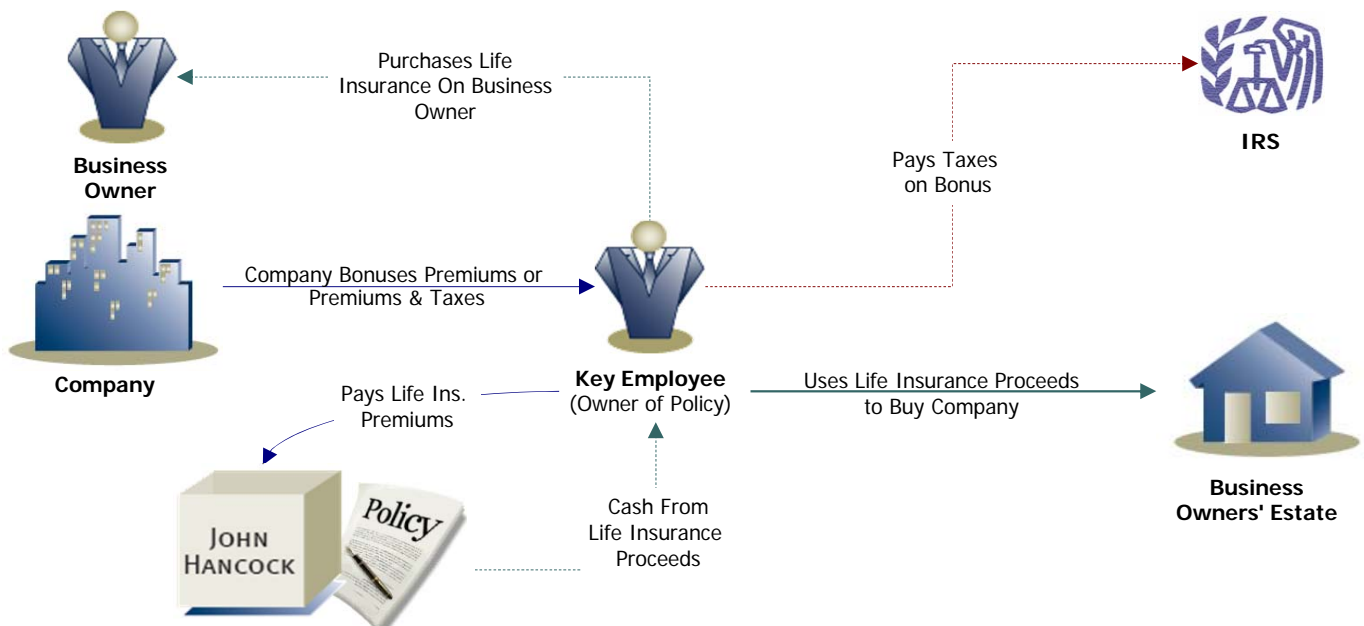 Purchases Life
Insurance On Business
Owner
Business
Owner
IRS
Pays Taxes
on Bonus
Company Bonuses Premiums or
Premiums & Taxes
Company
Key Employee
(Owner of Policy)
Uses Life Insurance Proceeds
to Buy Company
Pays Life Ins.
Premiums
Business
Owners' Estate
Cash From
Life Insurance
Proceeds
JOHN
HANCOCK
Policy